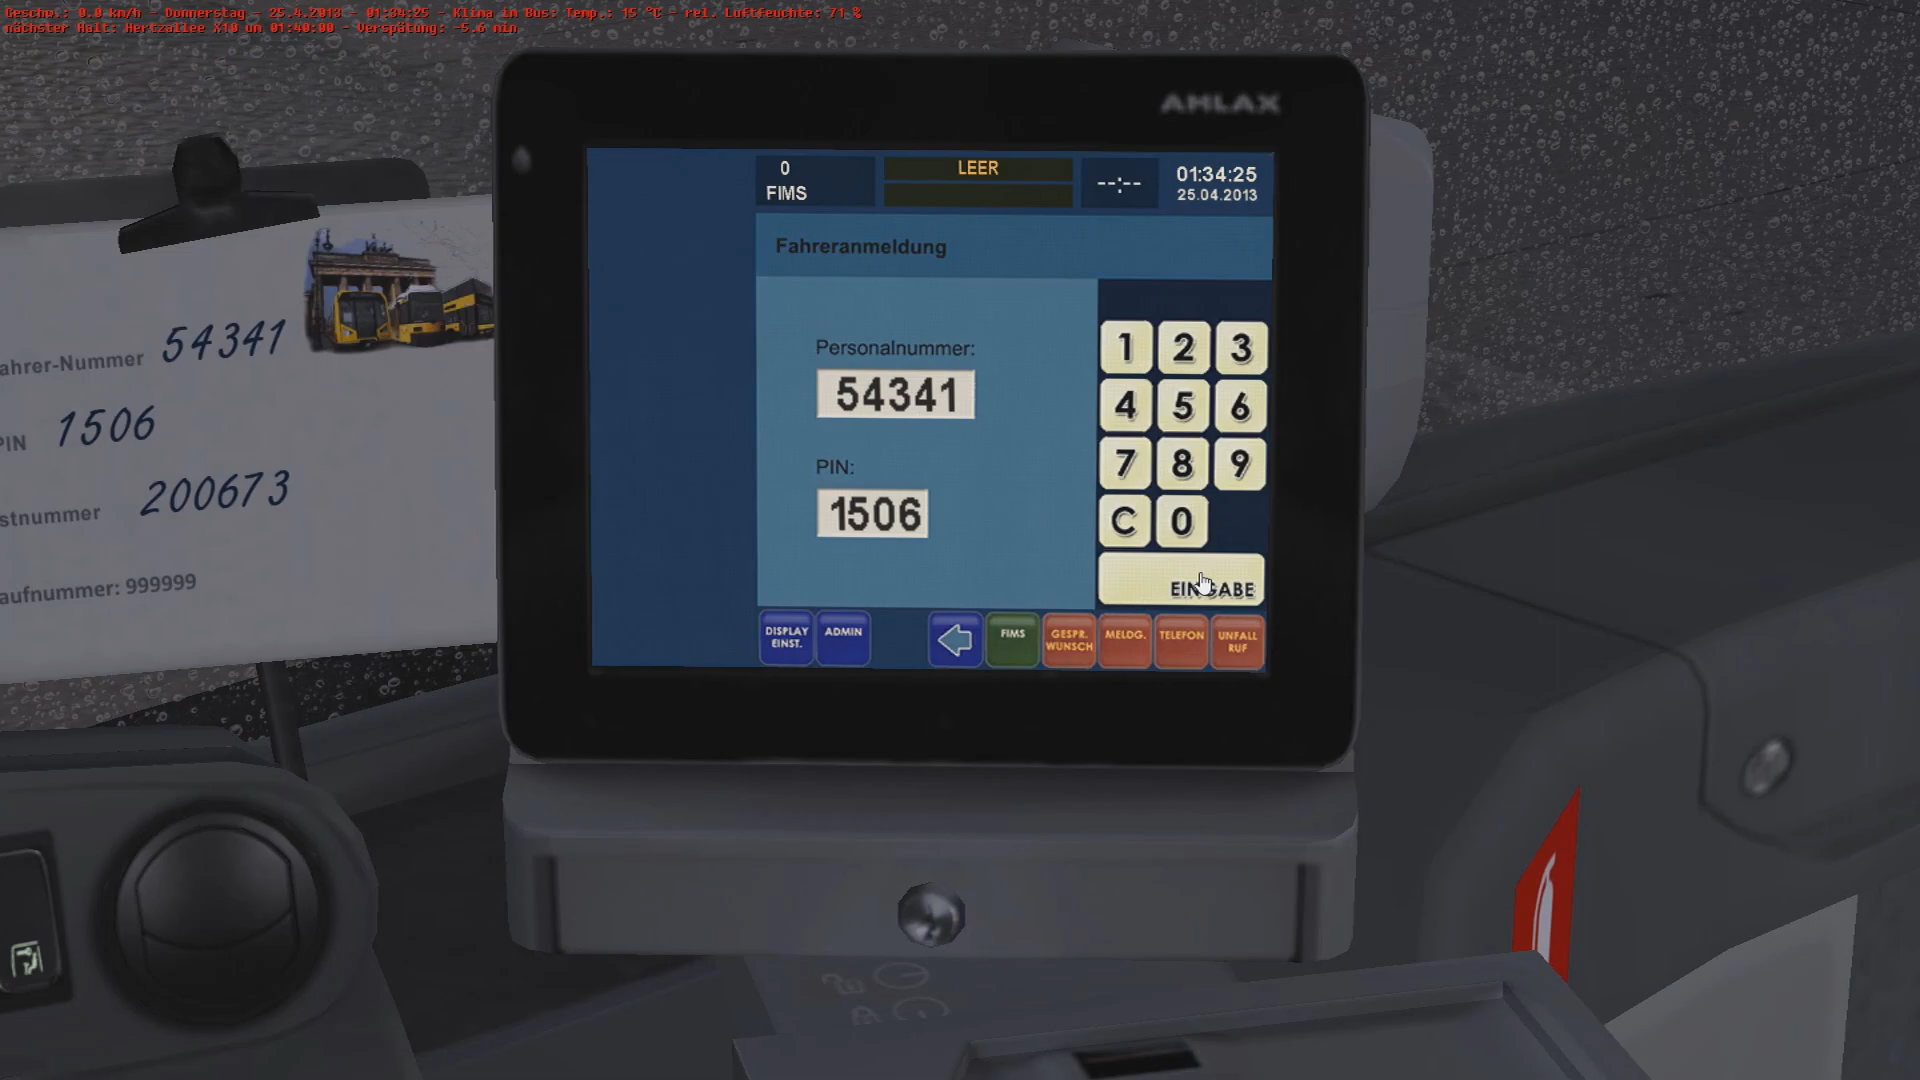 Geschw.: 0.0 km/h - Donnerstag - 25.4.2013 - 01:34:25 - Klima im Bus: Temp.: 15 °C - rel. Luftfeuchte: 71 %
nächster Halt: Hertzallee X10 um 01:40:00 - Verspätung: -5.6 min
AHLAX
0
FIMS
LEER
--:--
01:34:25
25.04.2013
Fahreranmeldung
Personalnummer:
54341
PIN:
1506
1 2 3
4 5 6
7 8 9
C 0
EINGABE
DISPLAY EINST.
ADMIN
FIMS
GESPR. WUNSCH
MELDG.
TELEFON
UNFALL RUF
ahrer-Nummer 54341
PIN 1506
stnummer 200673
aufnummer: 999999